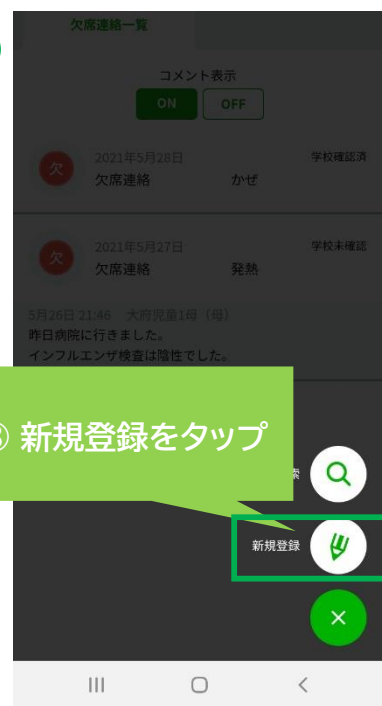 欠席連絡一覧
コメント表示
ON OFF
2021年5月28日 学校確認済
欠 欠席連絡 かぜ
2021年5月27日 学校未確認
欠 欠席連絡 発熱
5月26日 21:46 大府児童1母（母）
昨日病院に行きました。
インフルエンザ検査は陰性でした。
新規登録をタップ
索
新規登録